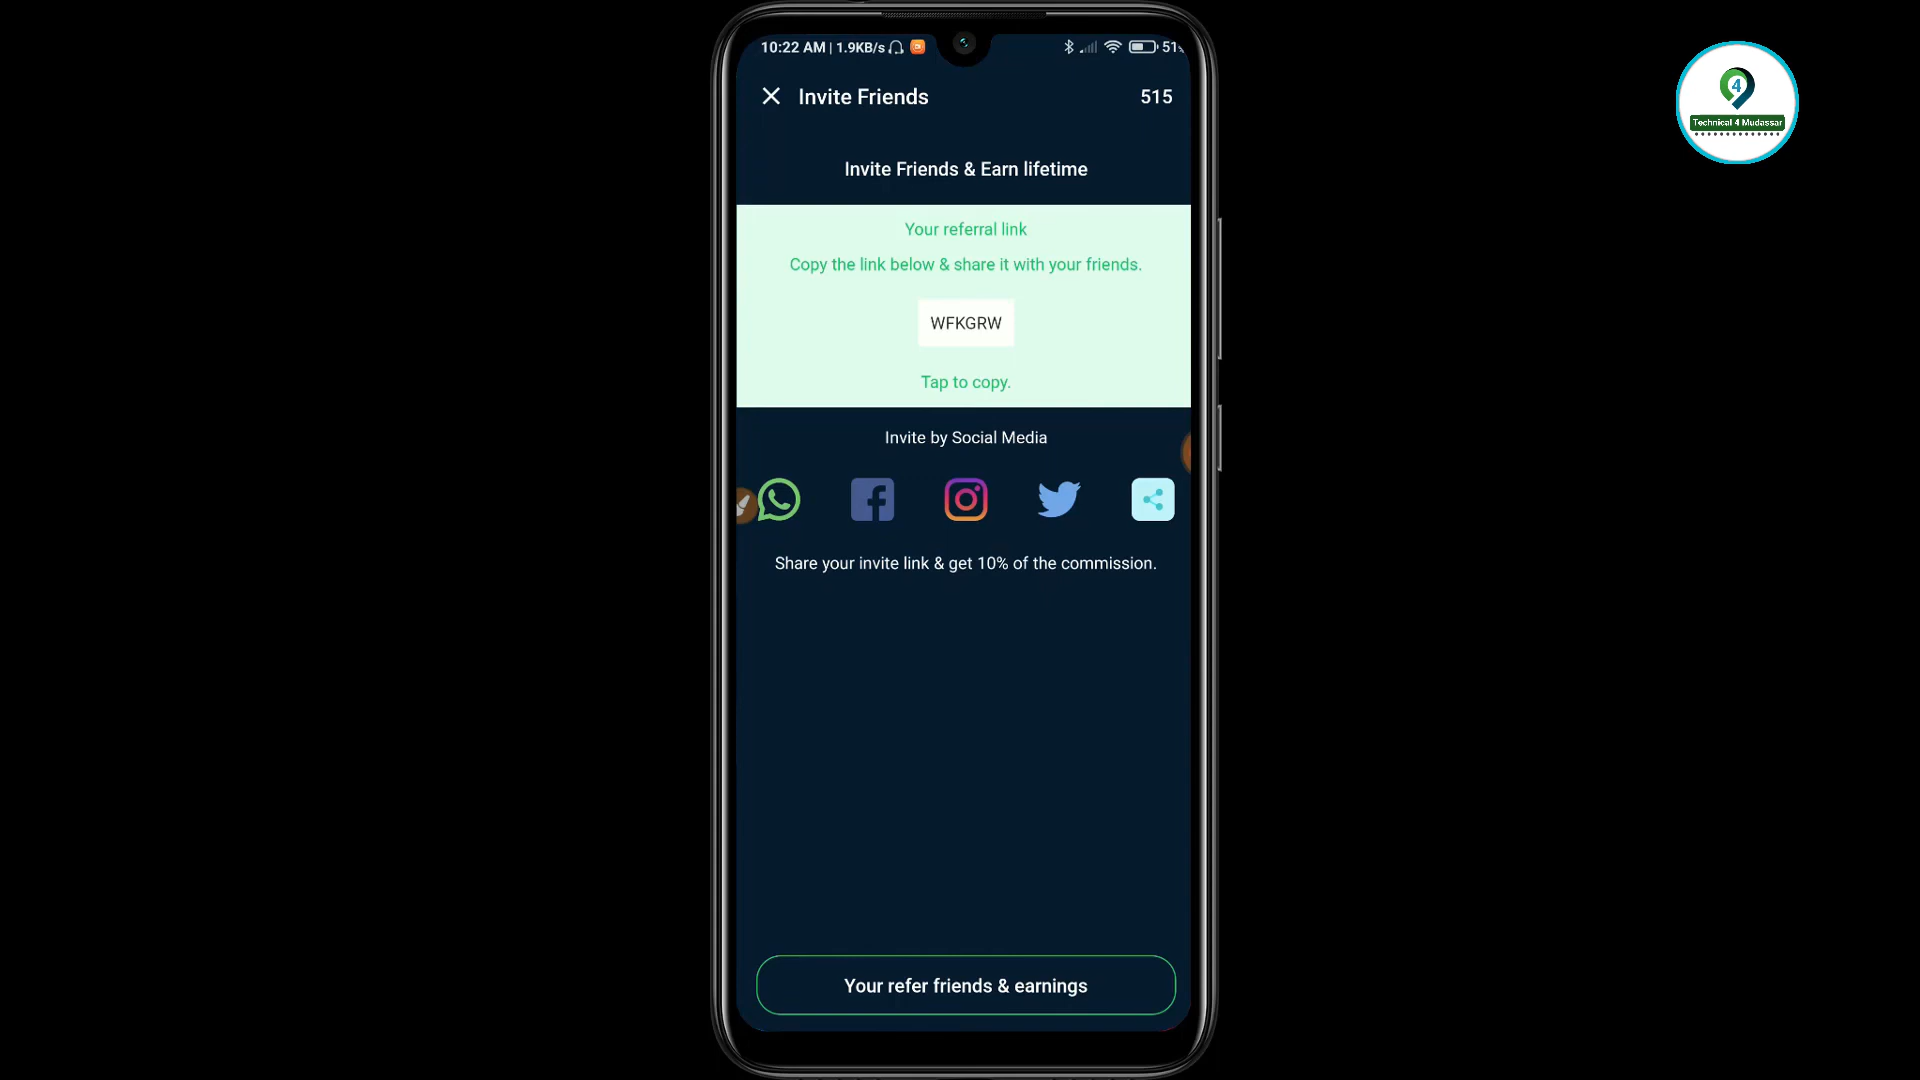 10:22 AM | 1.9KB/s
51
Invite Friends
515
Invite Friends & Earn lifetime
Your referral link
Copy the link below & share it with your friends.
WFKGRW
Tap to copy.
Invite by Social Media
Share your invite link & get 10% of the commission.
Your refer friends & earnings
4
Technical 4 Mudassar